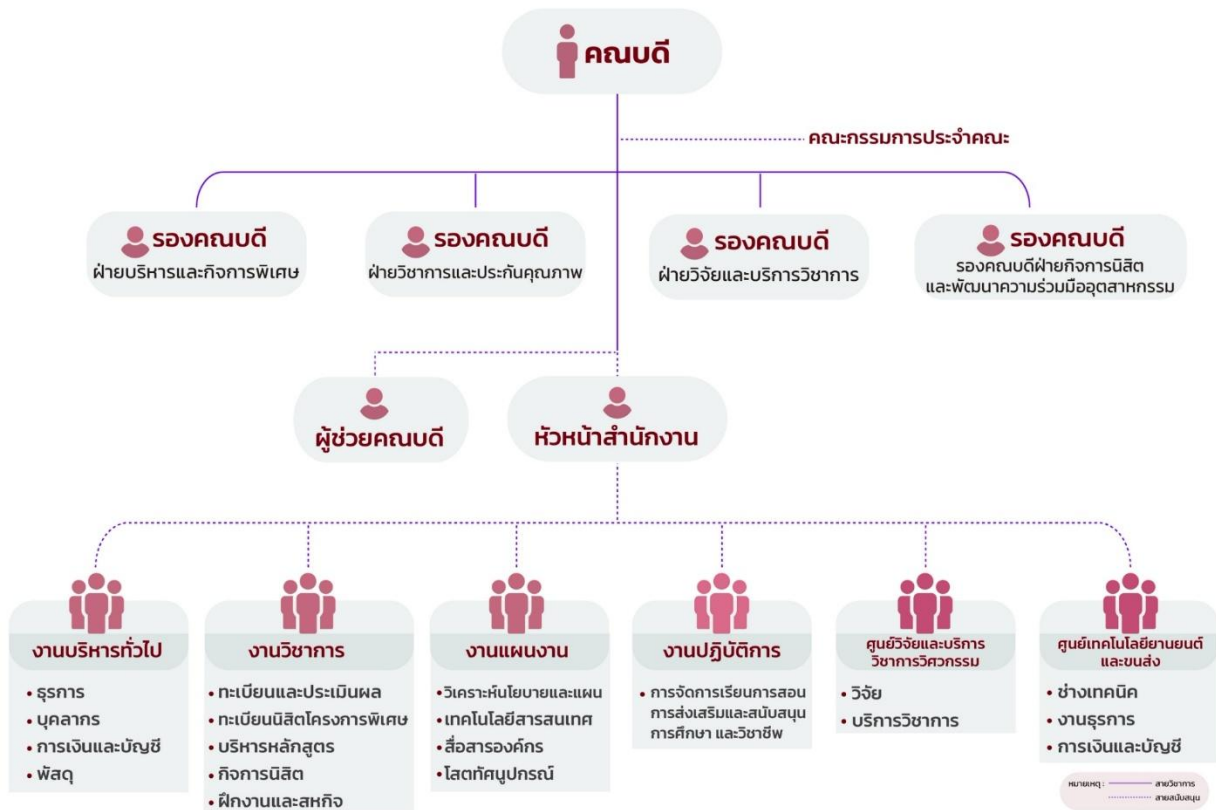 คณบดี
คณะกรรมการประจำคณะ
รองคณบดี
ฝ่ายบริหารและกิจการพิเศษ
รองคณบดี
ฝ่ายวิชาการและประกันคุณภาพ
รองคณบดี
ฝ่ายวิจัยและบริการวิชาการ
รองคณบดี
รองคณบดีฝ่ายกิจการนิสิต
และพัฒนาความร่วมมืออุตสาหกรรม
ผู้ช่วยคณบดี
หัวหน้าสำนักงาน
งานบริหารทั่วไป
• ธุรการ
• บุคลากร
• การเงินและบัญชี
• พัสดุ
งานวิชาการ
• ทะเบียนและประเมินผล
• ทะเบียนนิสิตโครงการพิเศษ
• บริหารหลักสูตร
• กิจการนิสิต
• ฝึกงานและสหกิจ
งานแผนงาน
• วิเคราะห์นโยบายและแผน
• เทคโนโลยีสารสนเทศ
• สื่อสารองค์กร
• โสตทัศนูปกรณ์
งานปฏิบัติการ
• การจัดการเรียนการสอน
การส่งเสริมและสนับสนุน
การศึกษา และวิชาชีพ
ศูนย์วิจัยและบริการ
วิชาการวิศวกรรม
• วิจัย
• บริการวิชาการ
ศูนย์เทคโนโลยียานยนต์
และขนส่ง
• ช่างเทคนิค
• งานธุรการ
• การเงินและบัญชี
หมายเหตุ : สายวิชาการ
สายสนับสนุน